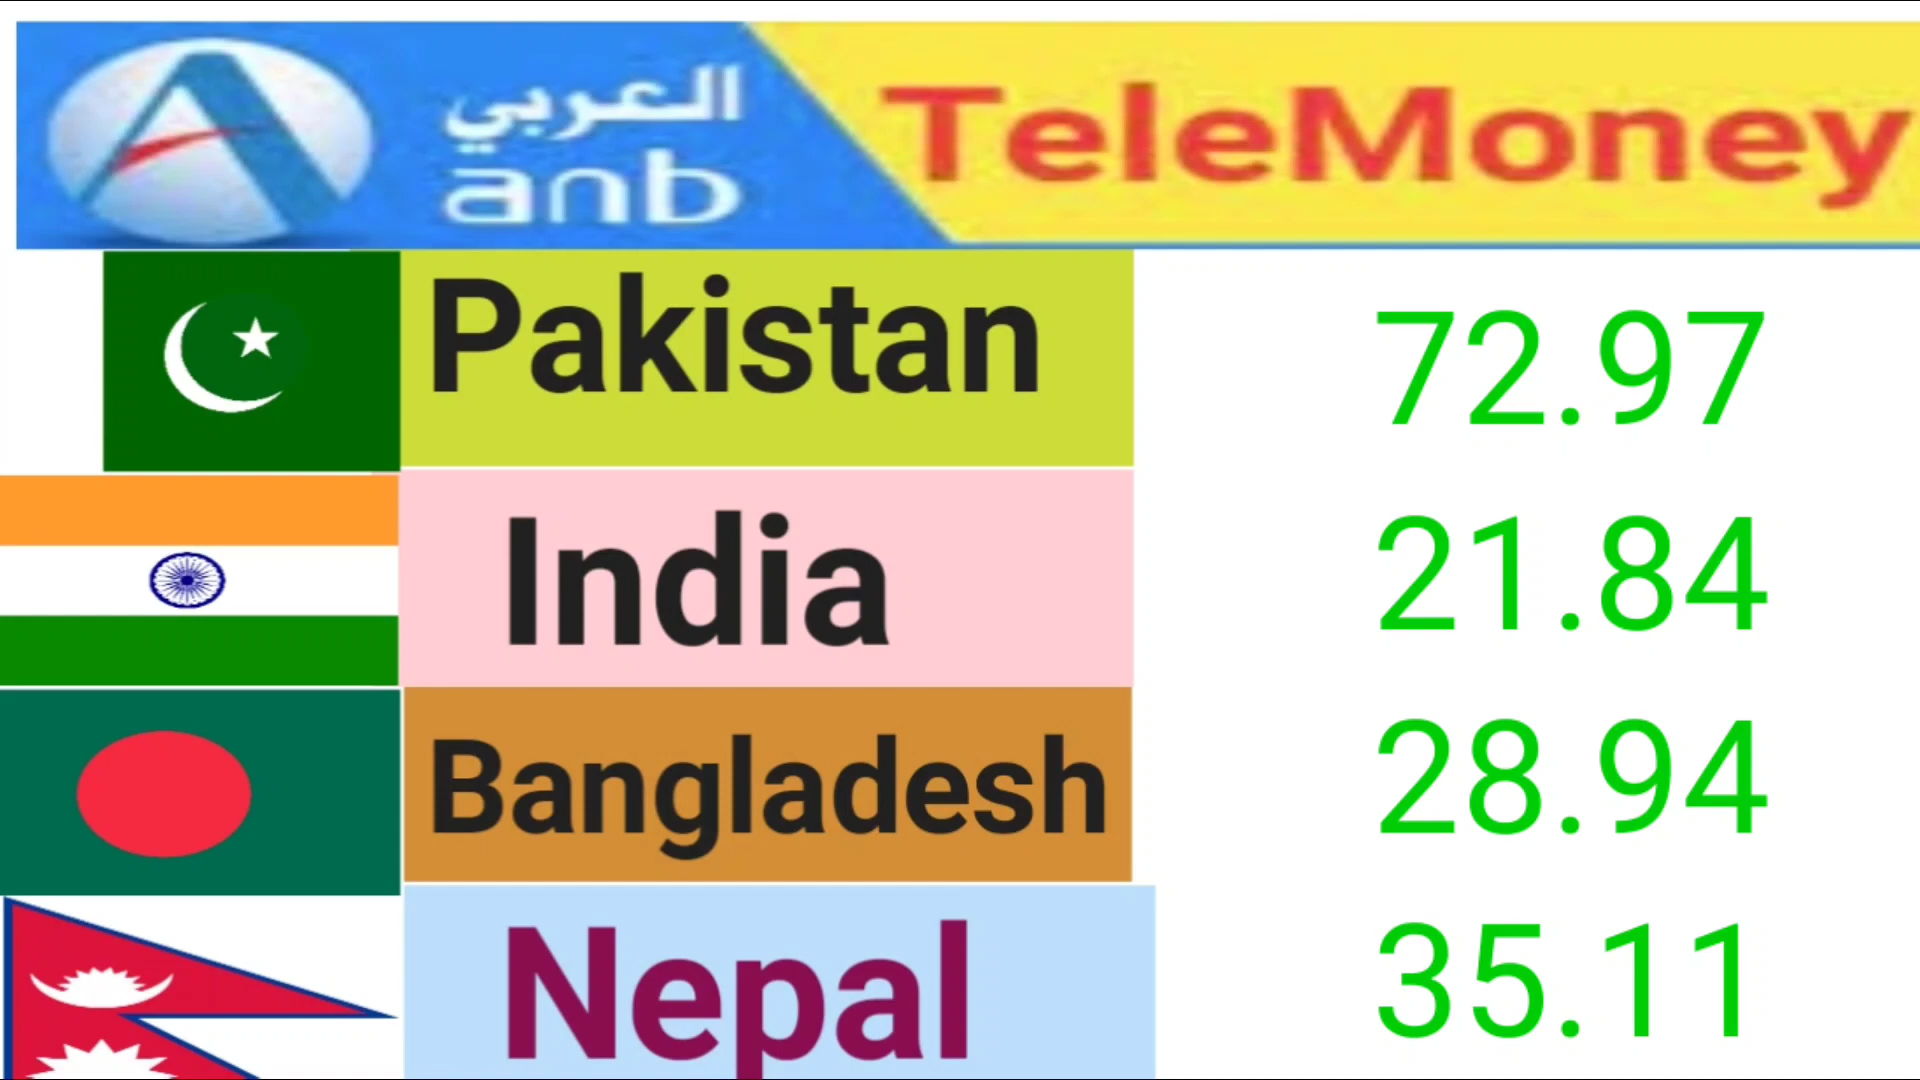 العربي
anb
TeleMoney
Pakistan 72.97
India 21.84
Bangladesh 28.94
Nepal 35.11